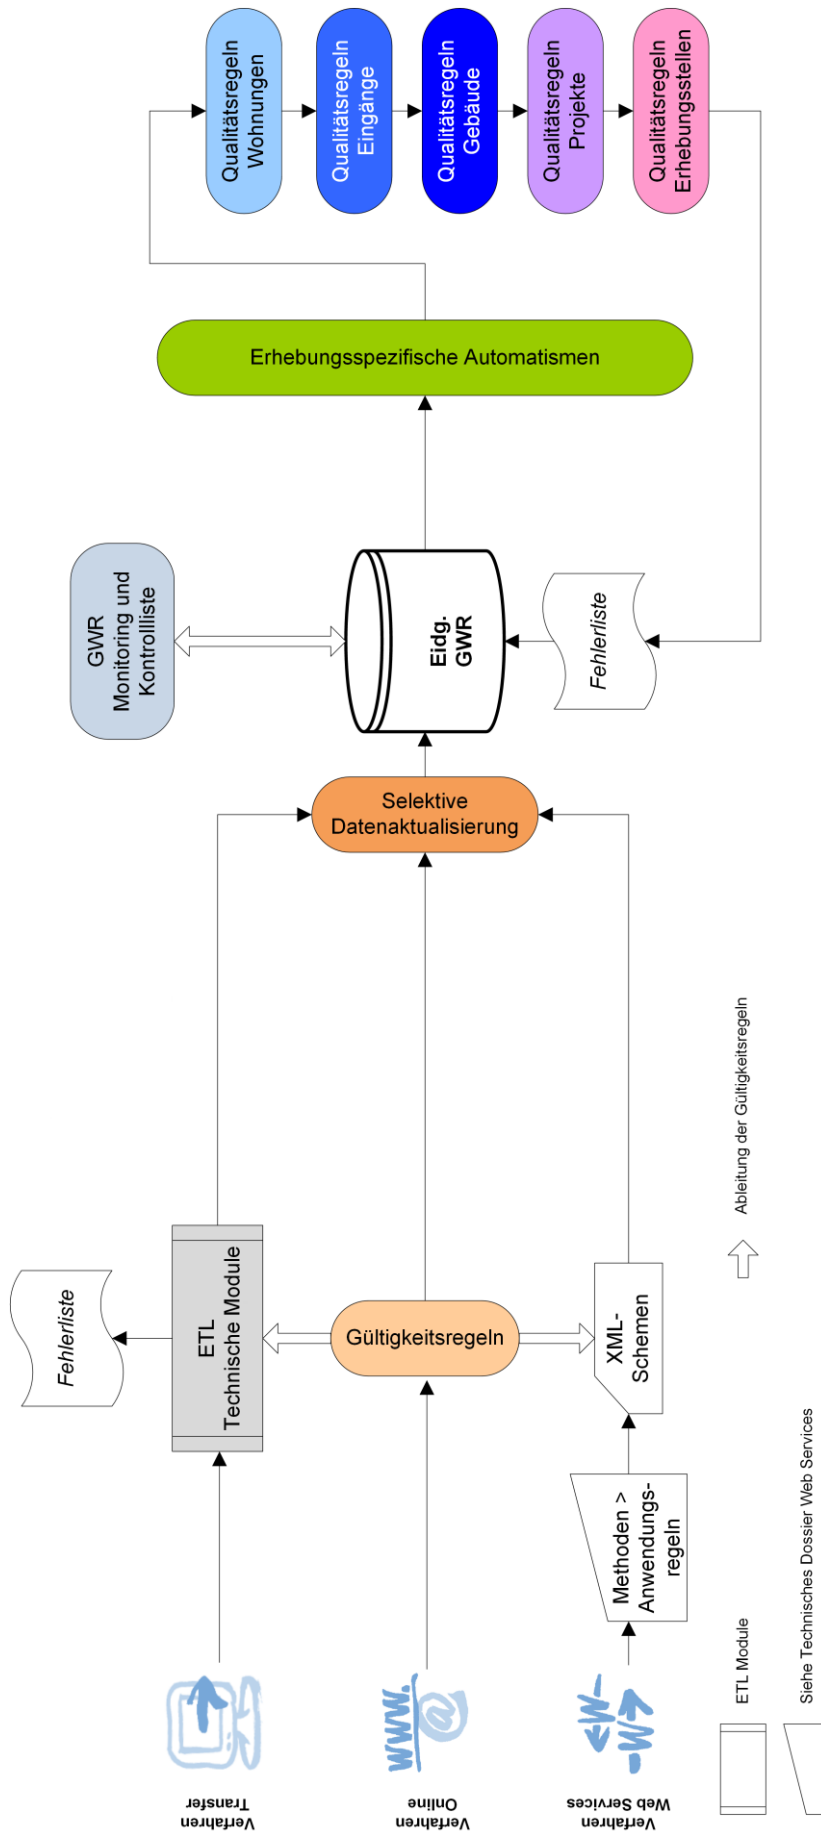 Verfahren
Transfer
Fehlerliste
ETL
Technische Module
Verfahren
Online
www.
@
Gültigkeitsregeln
Verfahren
Web Services
W
W
Methoden >
Anwendungs-
regeln
XML-
Schemen
Selektive
Datenaktualisierung
GWR
Monitoring und
Kontrollliste
Eidg.
GWR
Fehlerliste
Erhebungsspezifische Automatismen
Qualitätsregeln
Wohnungen
Qualitätsregeln
Eingänge
Qualitätsregeln
Gebäude
Qualitätsregeln
Projekte
Qualitätsregeln
Erhebungsstellen
ETL Module
Ableitung der Gültigkeitsregeln
Siehe Technisches Dossier Web Services